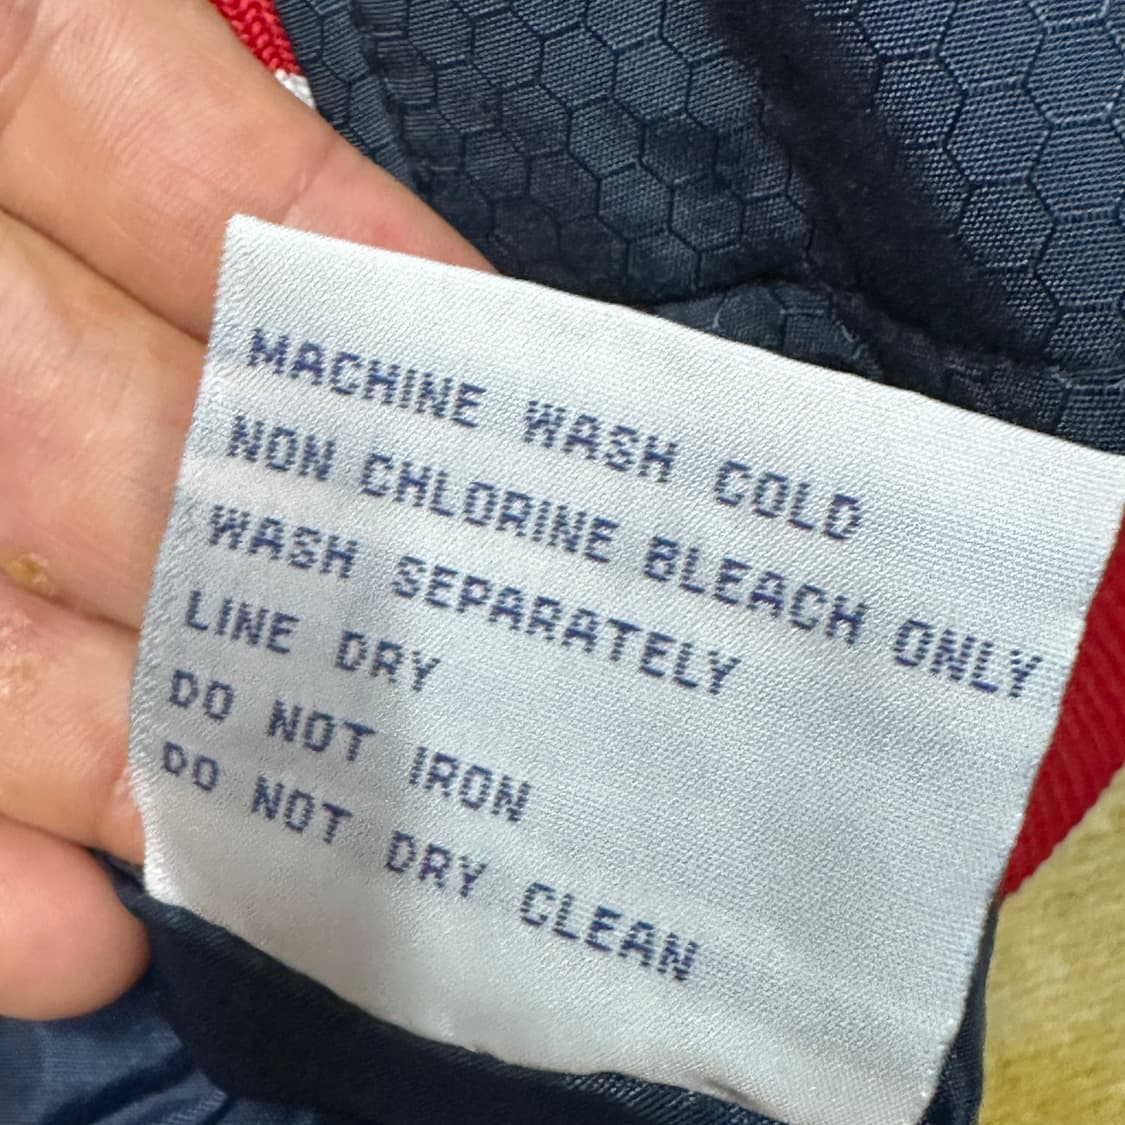 MACHINE WASH COLD
NON CHLORINE BLEACH ONLY
WASH SEPARATELY
LINE DRY
DO NOT IRON
DO NOT DRY CLEAN